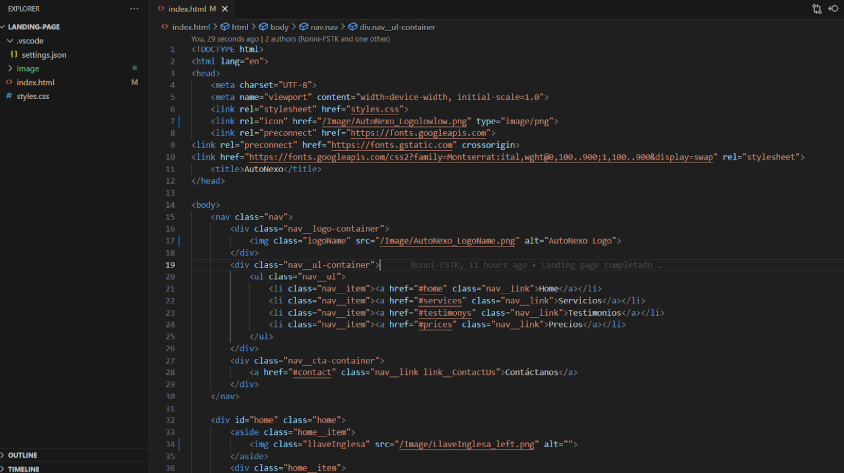 EXPLORER
LANDING-PAGE
.vscode
settings.json
Image
index.html M
styles.css
OUTLINE
TIMELINE
index.html M
index.html > html > body > nav.nav > div.nav__ul-container
You, 29 seconds ago | 2 authors (Ronni-FSTK and one other)
1 <!DOCTYPE html>
2 <html lang="en">
3 <head>
4 <meta charset="UTF-8">
5 <meta name="viewport" content="width=device-width, initial-scale=1.0">
6 <link rel="stylesheet" href="styles.css">
7 <link rel="icon" href="/Image/AutoNexo_Logolowlow.png" type="image/png">
8 <link rel="preconnect" href="https://fonts.googleapis.com">
9 <link rel="preconnect" href="https://fonts.gstatic.com" crossorigin>
10 <link href="https://fonts.googleapis.com/css2?family=Montserrat:ital,wght@0,100..900;1,100..900&display=swap" rel="stylesheet">
11 <title>AutoNexo</title>
12 </head>
13
14 <body>
15 <nav class="nav">
16 <div class="nav__logo-container">
17 <img class="logoName" src="/Image/AutoNexo_LogoName.png" alt="AutoNexo Logo">
18 </div>
19 <div class="nav__ul-container"> Ronni-FSTK, 11 hours ago • Landing page completado …
20 <ul class="nav__ul">
21 <li class="nav__item"><a href="#home" class="nav__link">Home</a></li>
22 <li class="nav__item"><a href="#services" class="nav__link">Servicios</a></li>
23 <li class="nav__item"><a href="#testimonys" class="nav__link">Testimonios</a></li>
24 <li class="nav__item"><a href="#prices" class="nav__link">Precios</a></li>
25 </ul>
26 </div>
27 <div class="nav__cta-container">
28 <a href="#contact" class="nav__link link__ContactUs">Contáctanos</a>
29 </div>
30 </nav>
31
32 <div id="home" class="home">
33 <aside class="home__item">
34 <img class="llaveInglesa" src="/Image/LlaveInglesa_left.png" alt="">
35 </aside>
36 <div class="home__item">